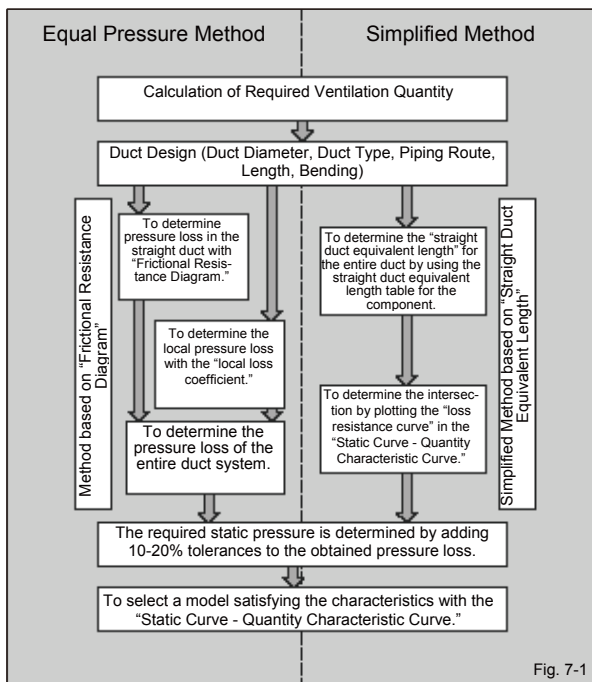 Equal Pressure Method
Simplified Method
Calculation of Required Ventilation Quantity
Duct Design (Duct Diameter, Duct Type, Piping Route,
Length, Bending)
Method based on “Frictional Resistance
Diagram”
To determine
pressure loss in the
straight duct with
“Frictional Resis-
tance Diagram.”
To determine the
local pressure loss
with the “local loss
coefficient.”
To determine the
pressure loss of the
entire duct system.
To determine the “straight
duct equivalent length” for
the entire duct by using the
straight duct equivalent
length table for the
component.
To determine the intersec-
tion by plotting the “loss
resistance curve” in the
“Static Curve - Quantity
Characteristic Curve.”
Simplified Method based on “Straight Duct
Equivalent Length”
The required static pressure is determined by adding
10-20% tolerances to the obtained pressure loss.
To select a model satisfying the characteristics with the
“Static Curve - Quantity Characteristic Curve.”
Fig. 7-1